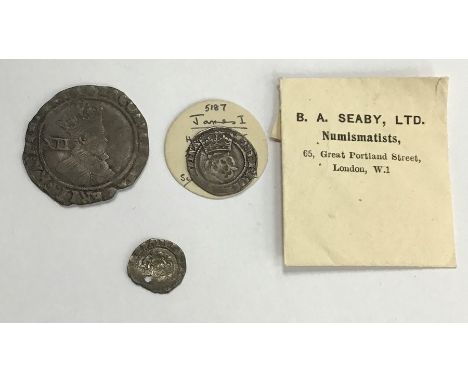 5187
James I
B. A. SEABY, LTD.
Numismatists,
65, Great Portland Street,
London, W.1